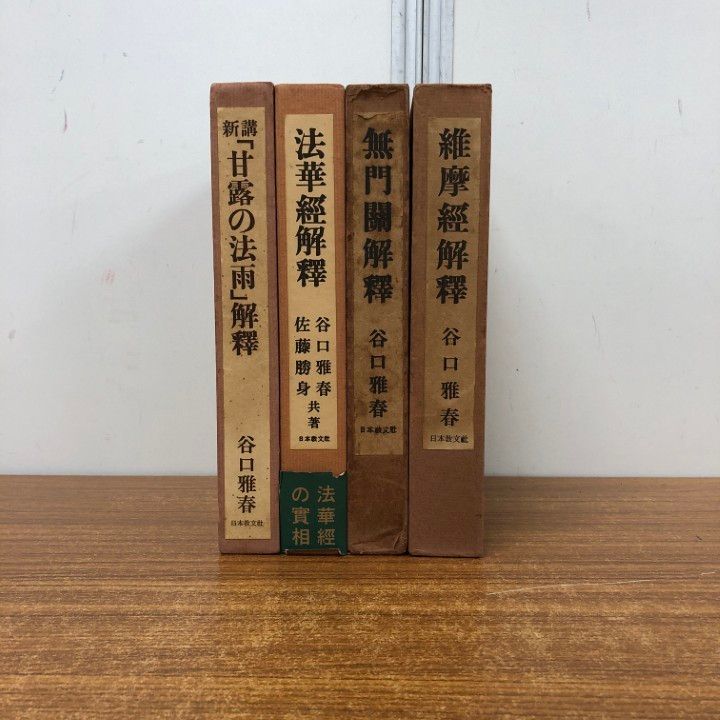 新講
「甘露の法雨」解釋
谷口雅春
日本教文社
法華經解釋
谷口雅春
佐藤勝身
共著
日本教文社
法華經
の實相
無門關解釋
谷口雅春
日本教文社
維摩經解釋
谷口雅春
日本教文社